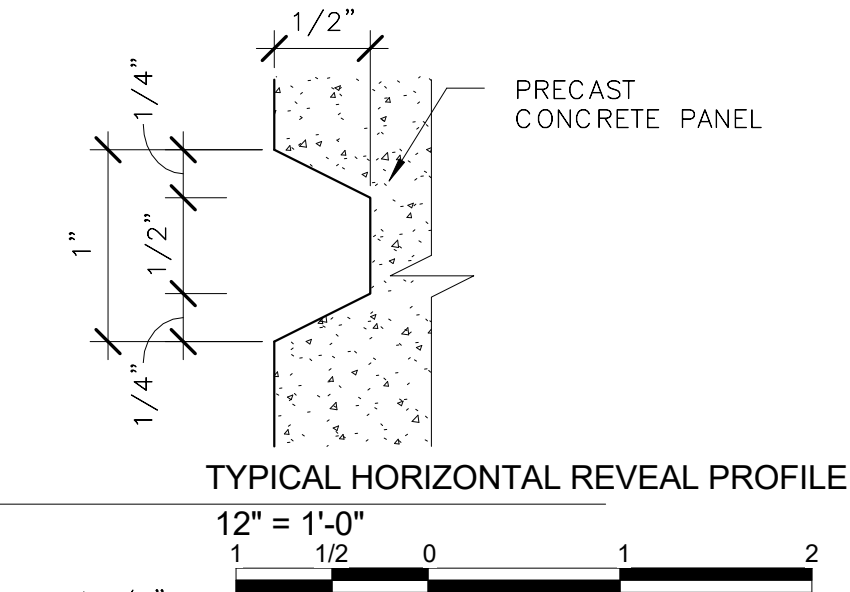 1/2"
1/4"
PRECAST
CONCRETE PANEL
1"
1/2"
1/4"
TYPICAL HORIZONTAL REVEAL PROFILE
12" = 1'-0"
1 1/2 0 1 2